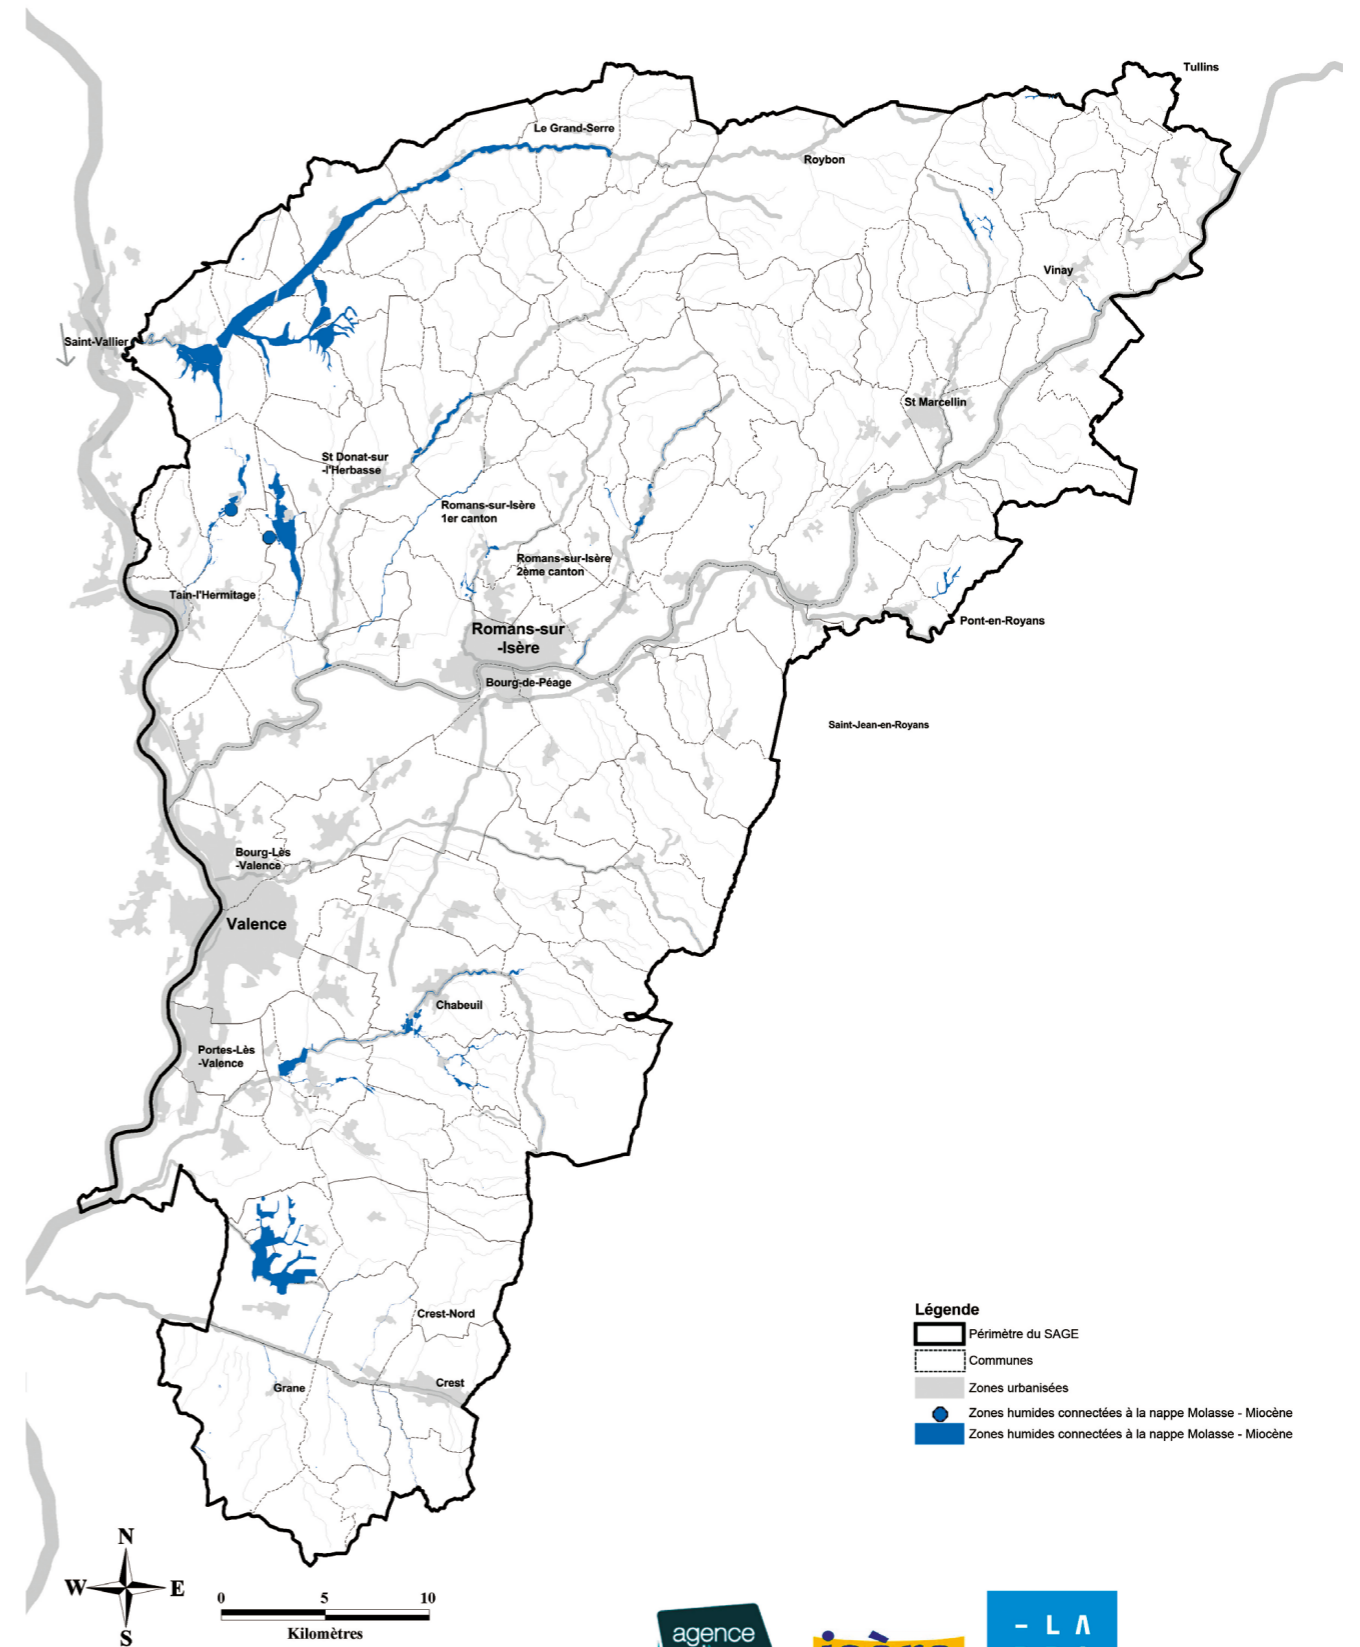 Tullins
Le Grand-Serre
Roybon
Vinay
Saint-Vallier
St Marcellin
St Donat-sur
-l'Herbasse
Romans-sur-Isère
1er canton
Romans-sur-Isère
2ème canton
Tain-l'Hermitage
Pont-en-Royans
Romans-sur
-Isère
Bourg-de-Péage
Saint-Jean-en-Royans
Bourg-Lès
-Valence
Valence
Chabeuil
Portes-Lès
-Valence
Crest-Nord
Crest
Grane
Légende
Périmètre du SAGE
Communes
Zones urbanisées
Zones humides connectées à la nappe Molasse - Miocène
Zones humides connectées à la nappe Molasse - Miocène
N
W E
S
0 5 10
Kilomètres
agence
- L A